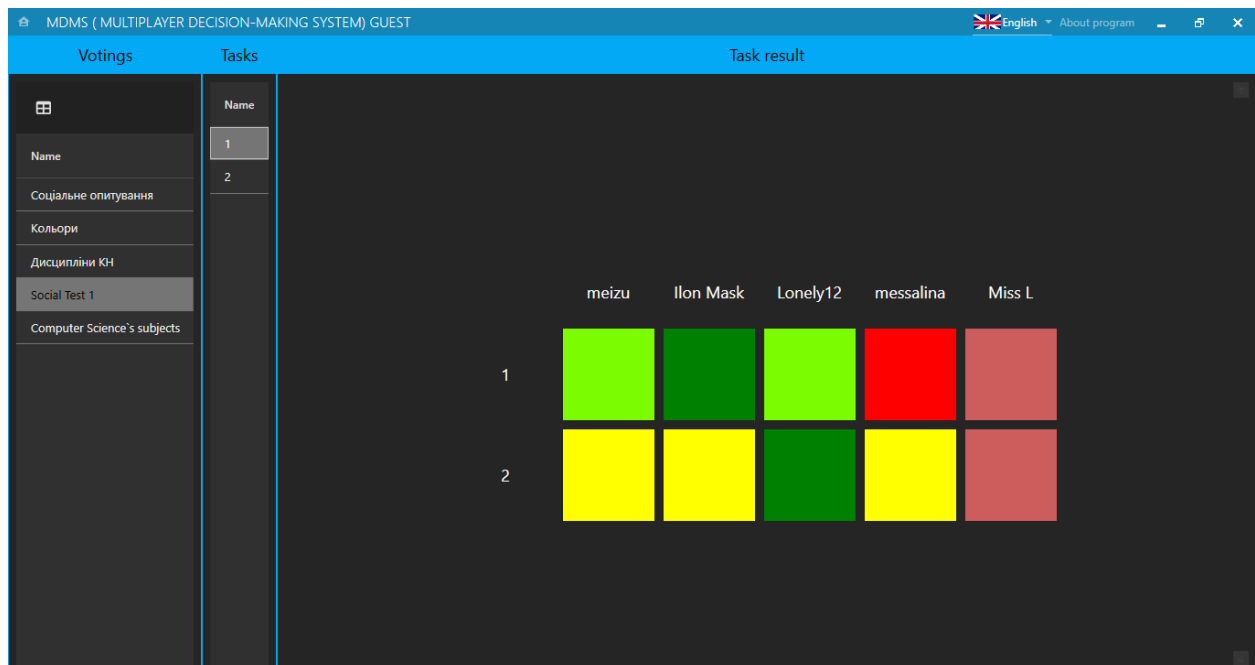 MDMS ( MULTIPLAYER DECISION-MAKING SYSTEM) GUEST
English
About program
Votings
Tasks
Task result
Name
Соціальне опитування
Кольори
Дисципліни КН
Social Test 1
Computer Science`s subjects
Name
1
2
meizu Ilon Mask Lonely12 messalina Miss L
1
2